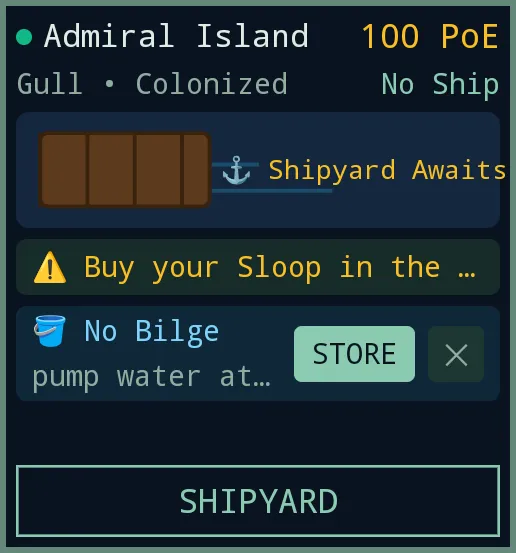 Admiral Island 100 PoE
Gull • Colonized No Ship
⚓ Shipyard Awaits
⚠️ Buy your Sloop in the …
🪣 No Bilge
pump water at…
STORE
SHIPYARD